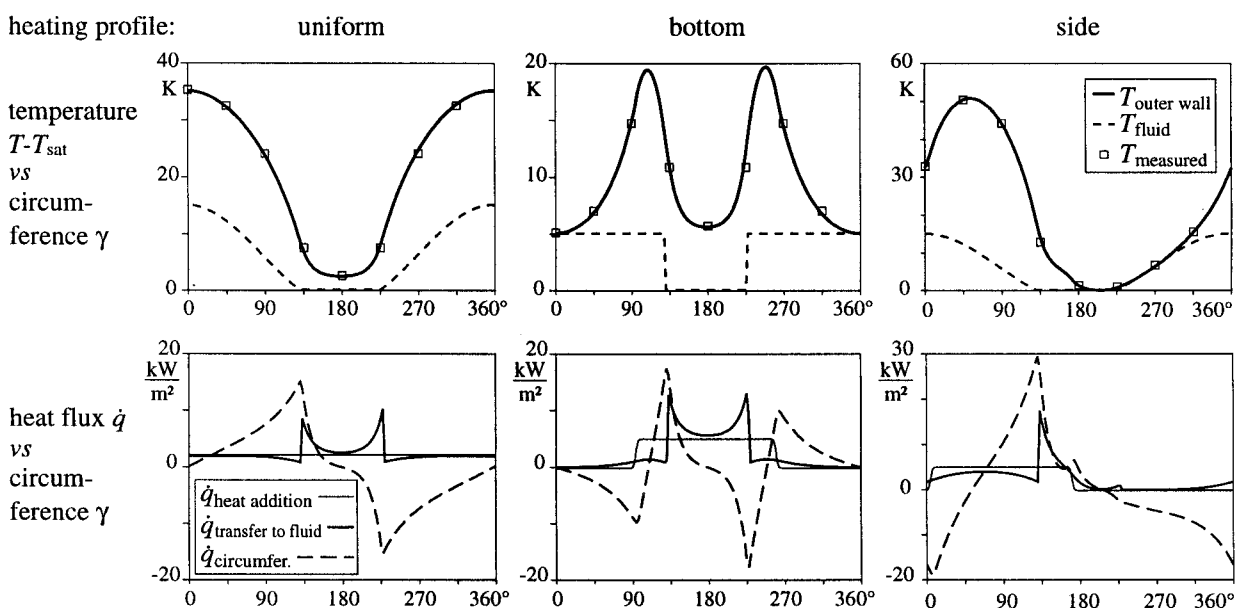 heating profile: uniform bottom side
40 K 20 0
0 90 180 270 360°
20 K 10 0
0 90 180 270 360°
60 K 30 0
0 90 180 270 360°
temperature
T-Tsat
vs
circum-
ference γ
Touter wall
Tfluid
Tmeasured
20 kW/m² 0 -20
0 90 180 270 360°
20 kW/m² 0 -20
0 90 180 270 360°
30 kW/m² 0 -20
0 90 180 270 360°
heat flux q̇
vs
circum-
ference γ
q̇heat addition
q̇transfer to fluid
q̇circumfer.